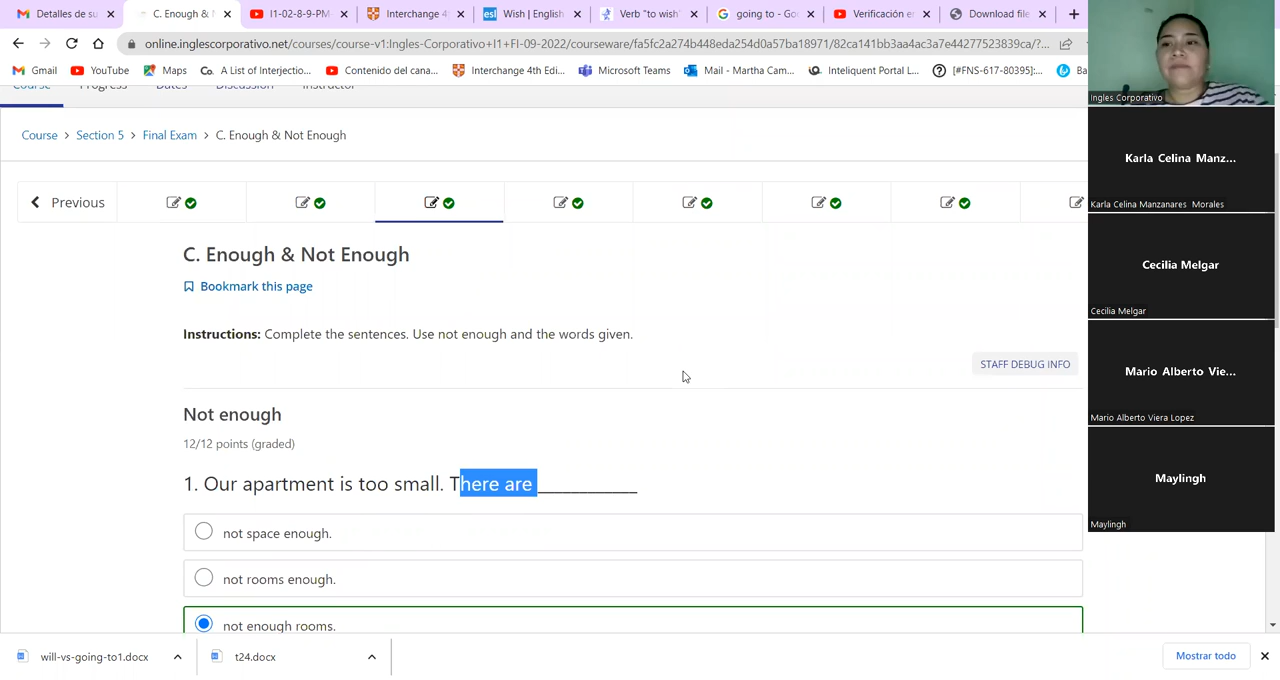 Detalles de su
C. Enough & N
I1-02-8-9-PM-
Interchange 4
Wish | English
Verb "to wish"
going to - Go
Verificación e
Download file
online.inglescorporativo.net/courses/course-v1:Ingles-Corporativo+I1+FI-09-2022/courseware/fa5fc2a274b448eda254d0a57ba18971/82ca141bb3aa4c3a7e44277523839ca/?...
Gmail
YouTube
Maps
A List of Interjectio...
Contenido del cana...
Interchange 4th Edi...
Microsoft Teams
Mail - Martha Cam...
Inteliquent Portal L...
[#FNS-617-80395]:...
Ba
Course
Progress
Dates
Discussion
Instructor
Course > Section 5 > Final Exam > C. Enough & Not Enough
Previous
C. Enough & Not Enough
Bookmark this page
Instructions: Complete the sentences. Use not enough and the words given.
STAFF DEBUG INFO
Not enough
12/12 points (graded)
1. Our apartment is too small. There are ____________
not space enough.
not rooms enough.
not enough rooms.
will-vs-going-to1.docx
t24.docx
Mostrar todo
Ingles Corporativo
Karla Celina Manz...
Karla Celina Manzanares Morales
Cecilia Melgar
Cecilia Melgar
Mario Alberto Vie...
Mario Alberto Viera Lopez
Maylingh
Maylingh